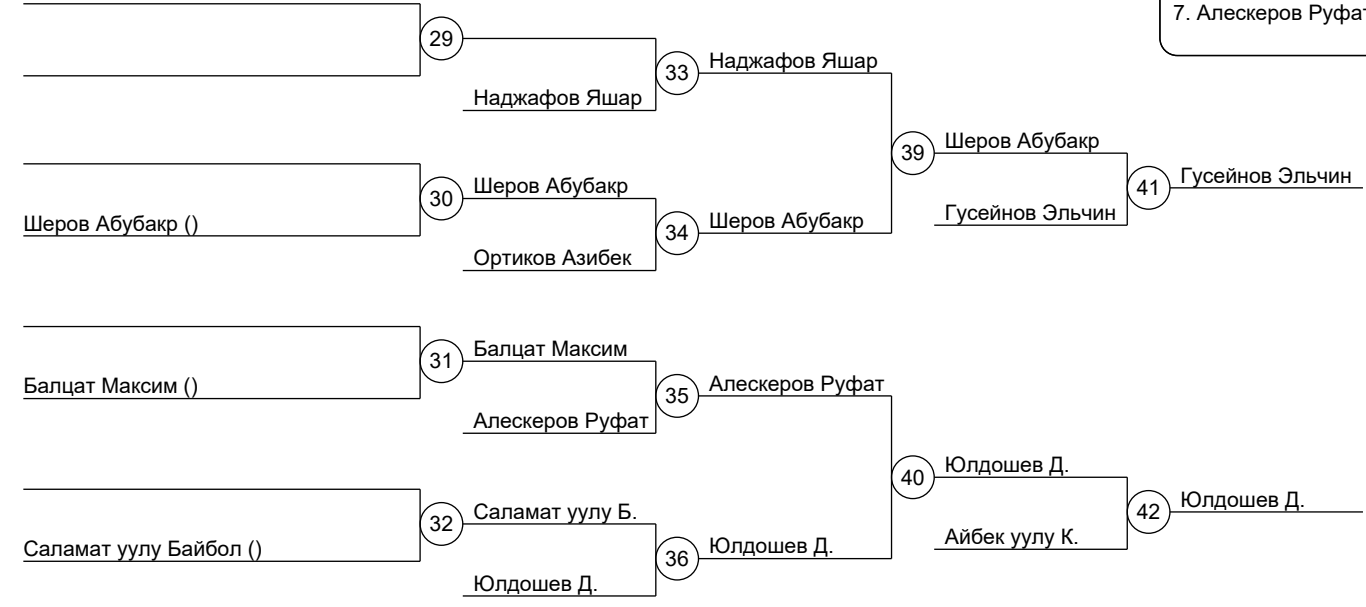 7. Алескеров Руфат
29
33
Наджафов Яшар
Наджафов Яшар
39
Шеров Абубакр
41
Гусейнов Эльчин
30
Шеров Абубакр
Шеров Абубакр ()
34
Шеров Абубакр
Гусейнов Эльчин
Ортиков Азибек
31
Балцат Максим
Балцат Максим ()
35
Алескеров Руфат
Алескеров Руфат
40
Юлдошев Д.
42
Юлдошев Д.
32
Саламат уулу Б.
Саламат уулу Байбол ()
36
Юлдошев Д.
Айбек уулу К.
Юлдошев Д.